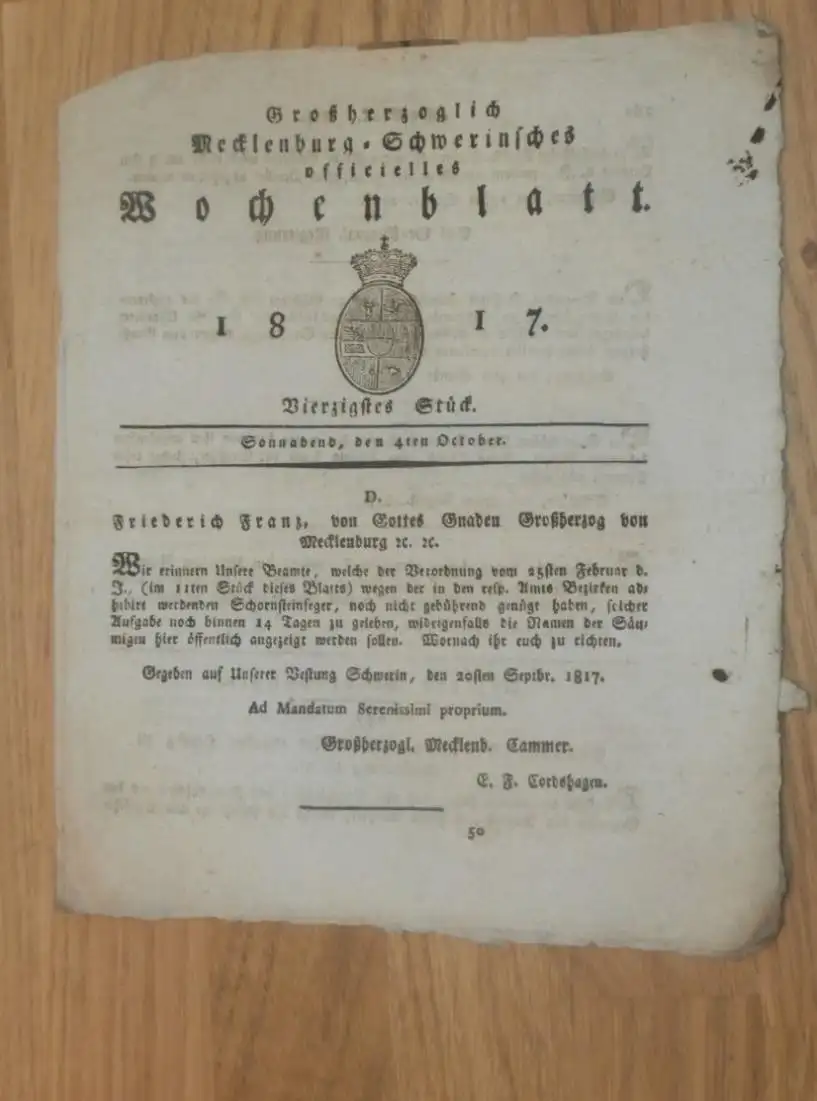 Großherzoglich
Mecklenburg-Schwerinsches
officielles
Wochenblatt.
1817.
Vierzigstes Stück.
Sonnabend, den 4ten October.
D.
Friederich Franz, von Gottes Gnaden Großherzog von
Mecklenburg ꝛc. ꝛc.
Wir erinnern Unsere Beamte, welche der Verordnung vom 25sten Februar d.
J., (im 11ten Stück dieses Blatts) wegen der in den resp. Amts Bezirken ad-
hibirt werdenden Schornsteinfeger, noch nicht gebührend genügt haben, solcher
Aufgabe noch binnen 14 Tagen zu geleben, widrigenfalls die Namen der Säu-
migen hier öffentlich angezeigt werden sollen. Wornach ihr euch zu richten.
Gegeben auf Unserer Vestung Schwerin, den 20sten Septbr. 1817.
Ad Mandatum Serenissimi proprium.
Großherzogl. Mecklenb. Cammer.
C. F. Cordshagen.
50